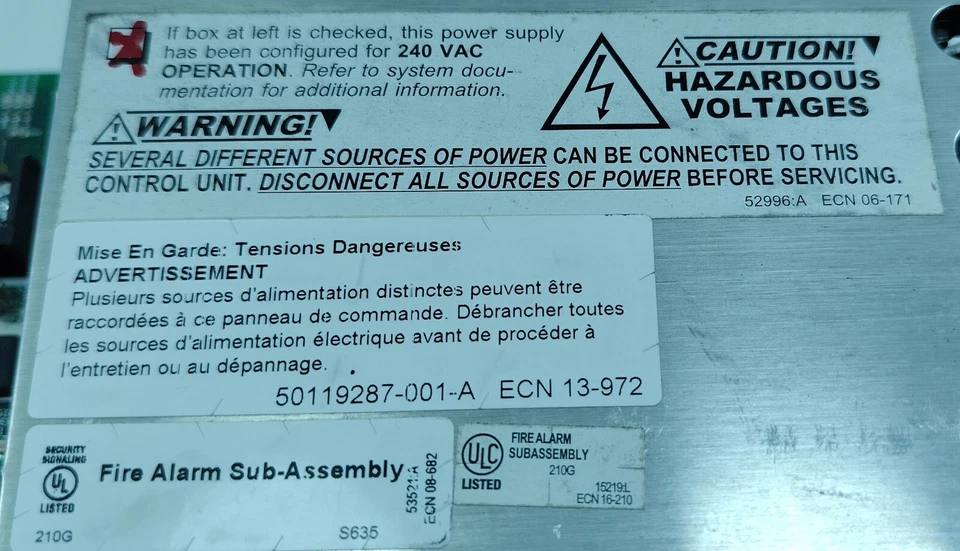 If box at left is checked, this power supply
has been configured for 240 VAC
OPERATION. Refer to system docu-
mentation for additional information.
CAUTION!
HAZARDOUS
VOLTAGES
WARNING!
SEVERAL DIFFERENT SOURCES OF POWER CAN BE CONNECTED TO THIS
CONTROL UNIT. DISCONNECT ALL SOURCES OF POWER BEFORE SERVICING.
52996:A ECN 06-171
Mise En Garde: Tensions Dangereuses
ADVERTISSEMENT
Plusieurs sources d'alimentation distinctes peuvent être
raccordées à ce panneau de commande. Débrancher toutes
les sources d'alimentation électrique avant de procéder à
l'entretien ou au dépannage.
50119287-001-A ECN 13-972
SECURITY
SIGNALING
UL
LISTED
210G
Fire Alarm Sub-Assembly
S635
53521:A
ECN 08-682
ULC
LISTED
FIRE ALARM
SUBASSEMBLY
210G
15219:L
ECN 16-210